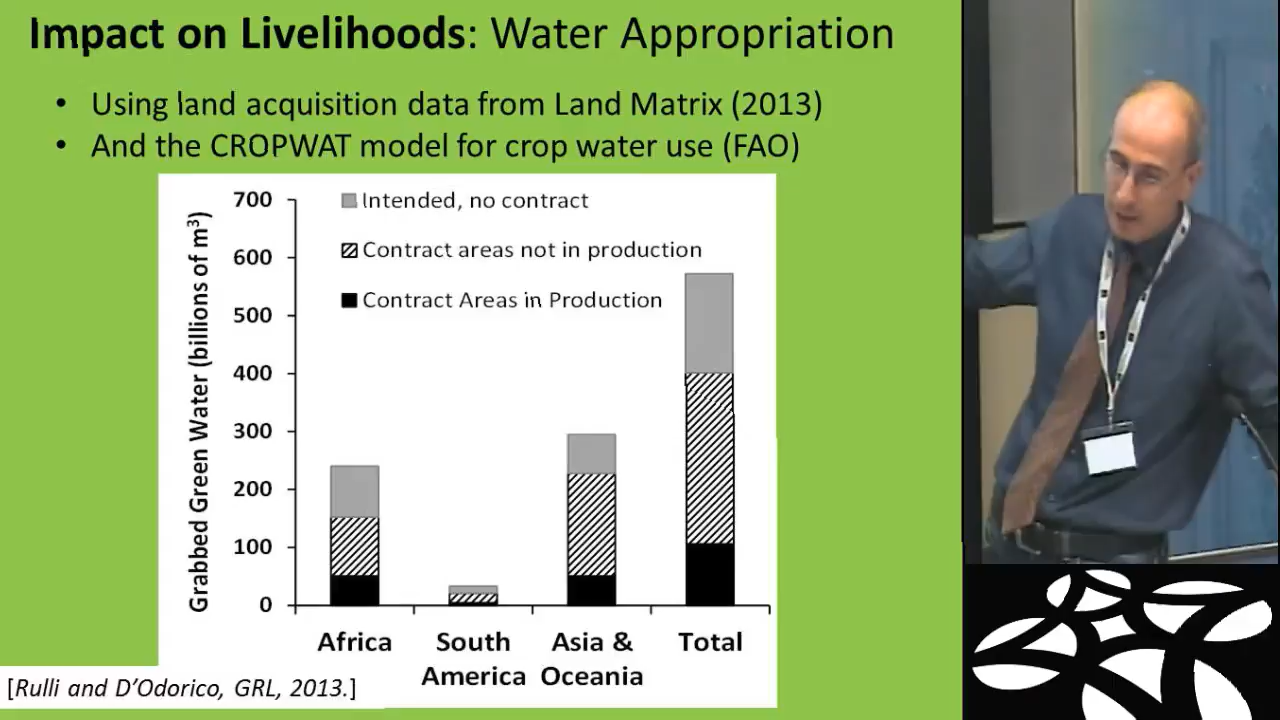 Impact on Livelihoods: Water Appropriation
• Using land acquisition data from Land Matrix (2013)
• And the CROPWAT model for crop water use (FAO)
Grabbed Green Water (billions of m³)
700
600
500
400
300
200
100
0
Intended, no contract
Contract areas not in production
Contract Areas in Production
Africa
South America
Asia & Oceania
Total
[Rulli and D’Odorico, GRL, 2013.]